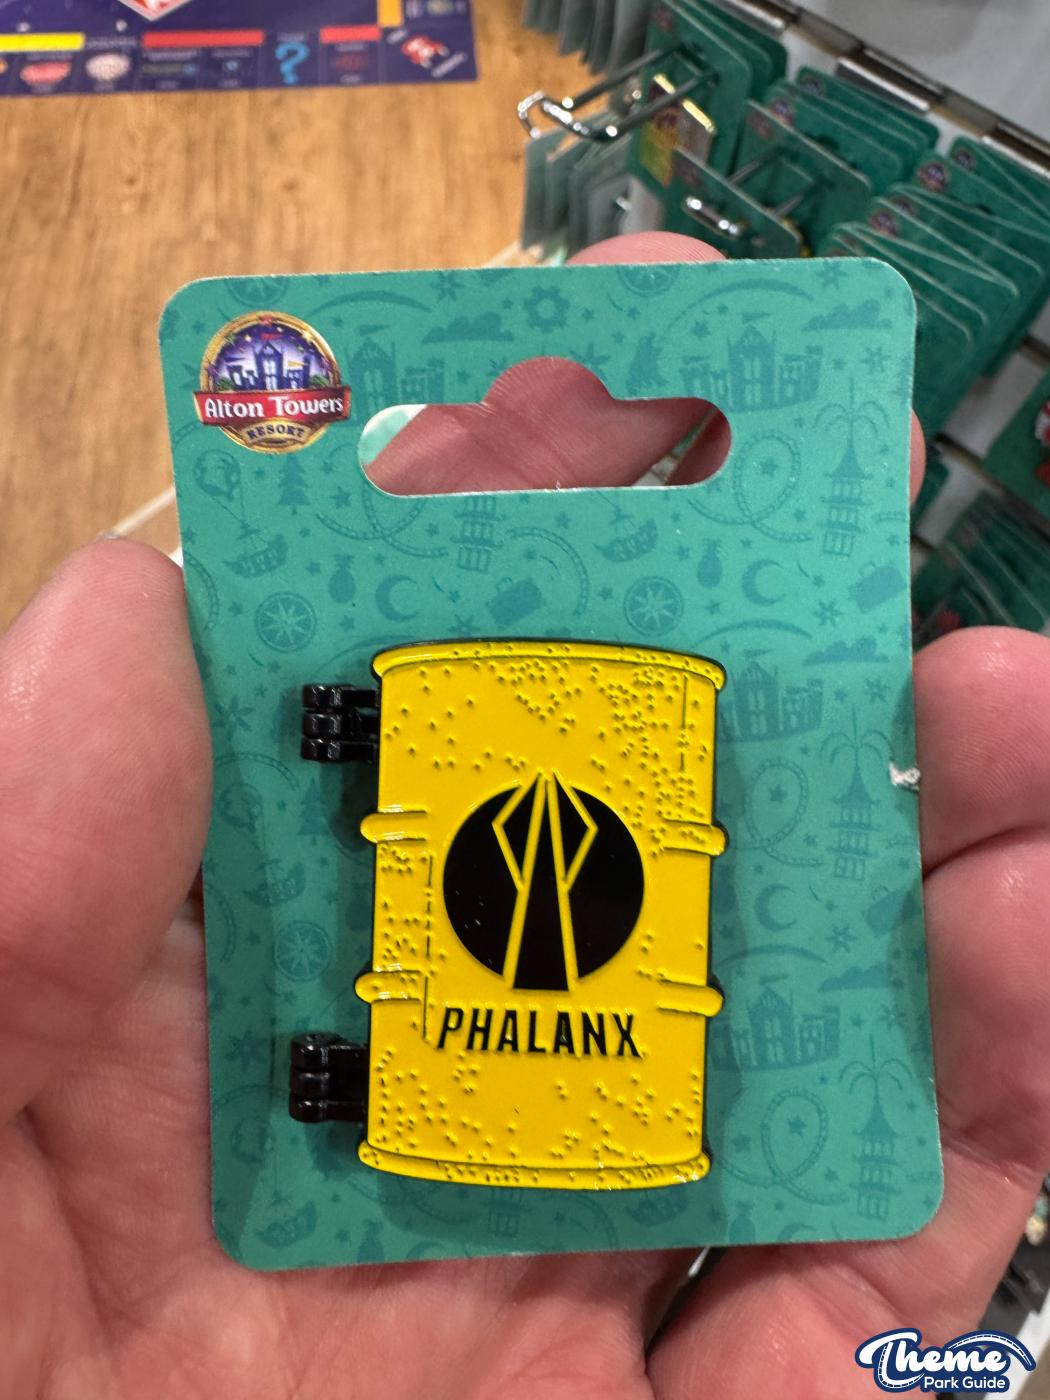 Alton Towers
RESORT
PHALANX
Theme
Park Guide